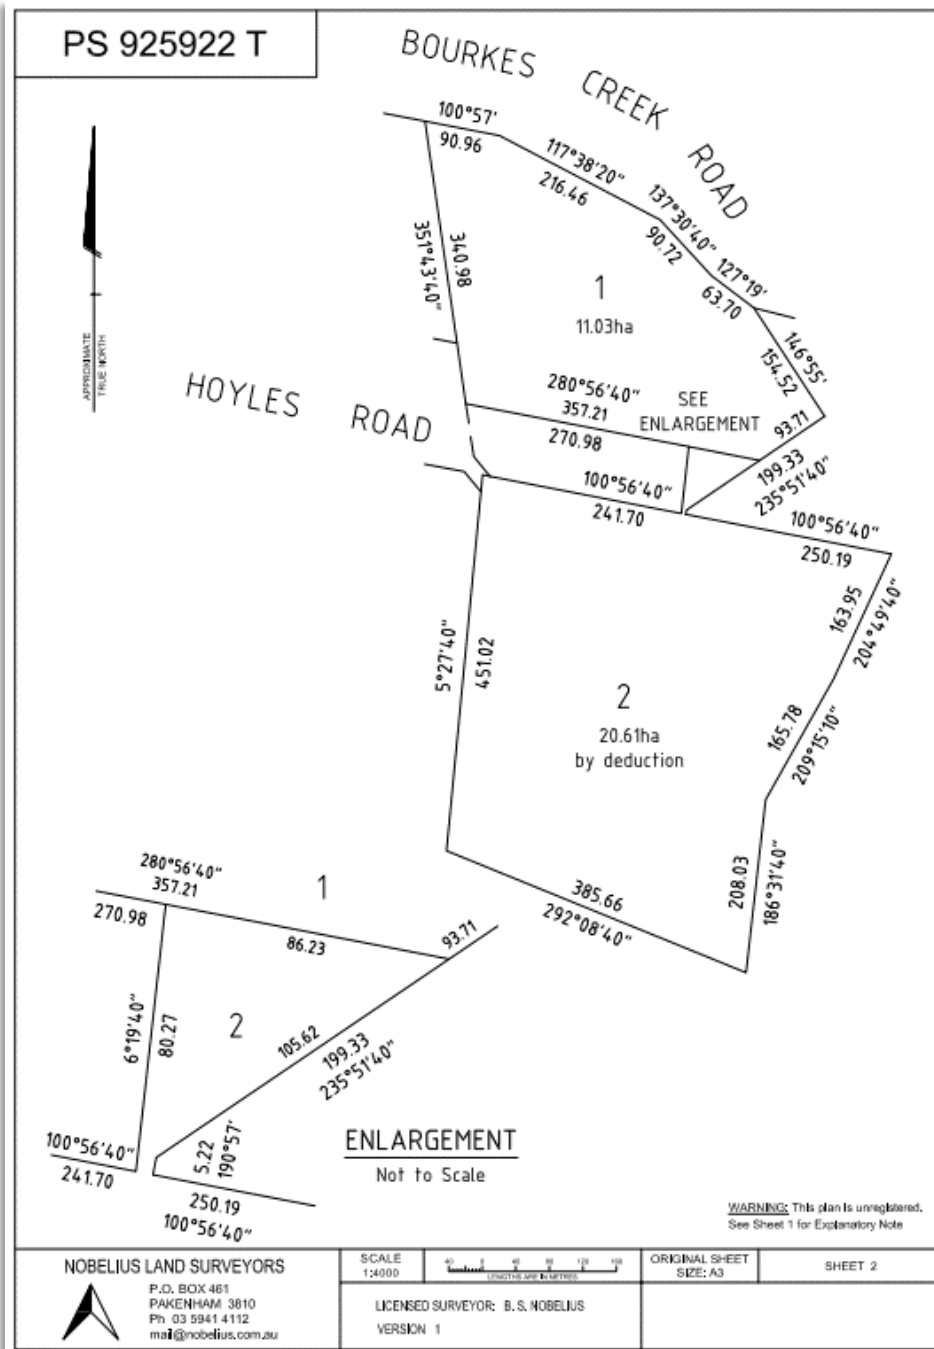 PS 925922 T
BOURKES CREEK ROAD
100°57'
90.96
117°38'20"
216.46
137°30'40"
90.72
127°19'
63.70
351°43'40"
340.98
1
11.03ha
146°55'
154.52
APPROXIMATE
TRUE NORTH
HOYLES ROAD
280°56'40"
357.21
270.98
SEE
ENLARGEMENT
93.71
199.33
235°51'40"
100°56'40"
241.70
100°56'40"
250.19
163.95
204°49'40"
5°27'40"
451.02
2
20.61ha
by deduction
165.78
209°15'10"
208.03
186°31'40"
385.66
292°08'40"
280°56'40"
357.21
1
270.98
86.23
93.71
6°19'40"
80.27
2
105.62
199.33
235°51'40"
100°56'40"
241.70
5.22
190°57'
250.19
100°56'40"
ENLARGEMENT
Not to Scale
WARNING: This plan is unregistered.
See Sheet 1 for Explanatory Note
NOBELIUS LAND SURVEYORS
P.O. BOX 461
PAKENHAM 3810
Ph 03 5941 4112
mail@nobelius.com.au
SCALE
1:4000
40 0 40 80 120 160
LENGTHS ARE IN METRES
ORIGINAL SHEET
SIZE: A3
SHEET 2
LICENSED SURVEYOR: B. S. NOBELIUS
VERSION 1